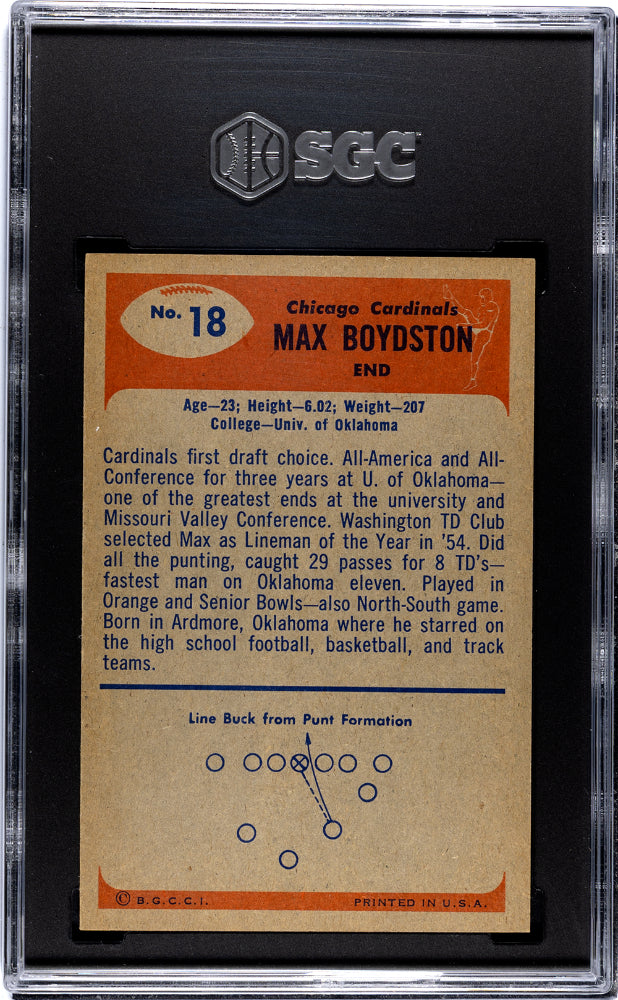 SGC
No. 18
Chicago Cardinals
MAX BOYDSTON
END
Age—23; Height—6.02; Weight—207
College—Univ. of Oklahoma
Cardinals first draft choice. All-America and All-
Conference for three years at U. of Oklahoma—
one of the greatest ends at the university and
Missouri Valley Conference. Washington TD Club
selected Max as Lineman of the Year in '54. Did
all the punting, caught 29 passes for 8 TD's—
fastest man on Oklahoma eleven. Played in
Orange and Senior Bowls—also North-South game.
Born in Ardmore, Oklahoma where he starred on
the high school football, basketball, and track
teams.
Line Buck from Punt Formation
© B.G.C.C.I.
PRINTED IN U.S.A.